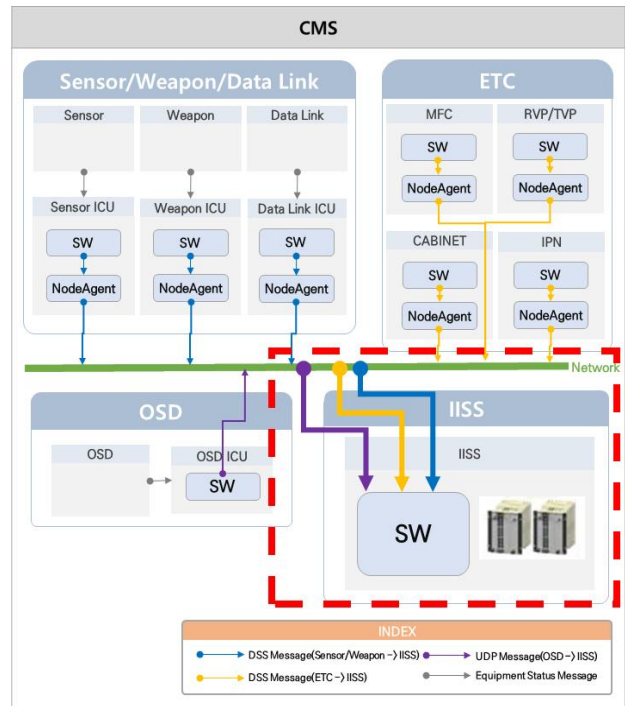 CMS
Sensor/Weapon/Data Link
Sensor
Weapon
Data Link
Sensor ICU
Weapon ICU
Data Link ICU
SW
SW
SW
NodeAgent
NodeAgent
NodeAgent
ETC
MFC
RVP/TVP
SW
SW
NodeAgent
NodeAgent
CABINET
IPN
SW
SW
NodeAgent
NodeAgent
Network
OSD
OSD
OSD ICU
SW
IISS
IISS
SW
INDEX
DSS Message(Sensor/Weapon -> IISS)
UDP Message(OSD -> IISS)
DSS Message(ETC -> IISS)
Equipment Status Message